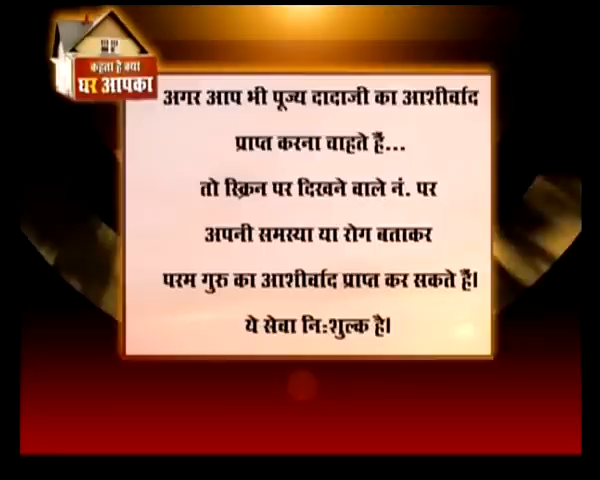 कहता है क्या
घर आपका
अगर आप भी पूज्य दादाजी का आशीर्वाद
प्राप्त करना चाहते हैं...
तो स्क्रिन पर दिखने वाले नं. पर
अपनी समस्या या रोग बताकर
परम गुरु का आशीर्वाद प्राप्त कर सकते हैं।
ये सेवा निःशुल्क है।